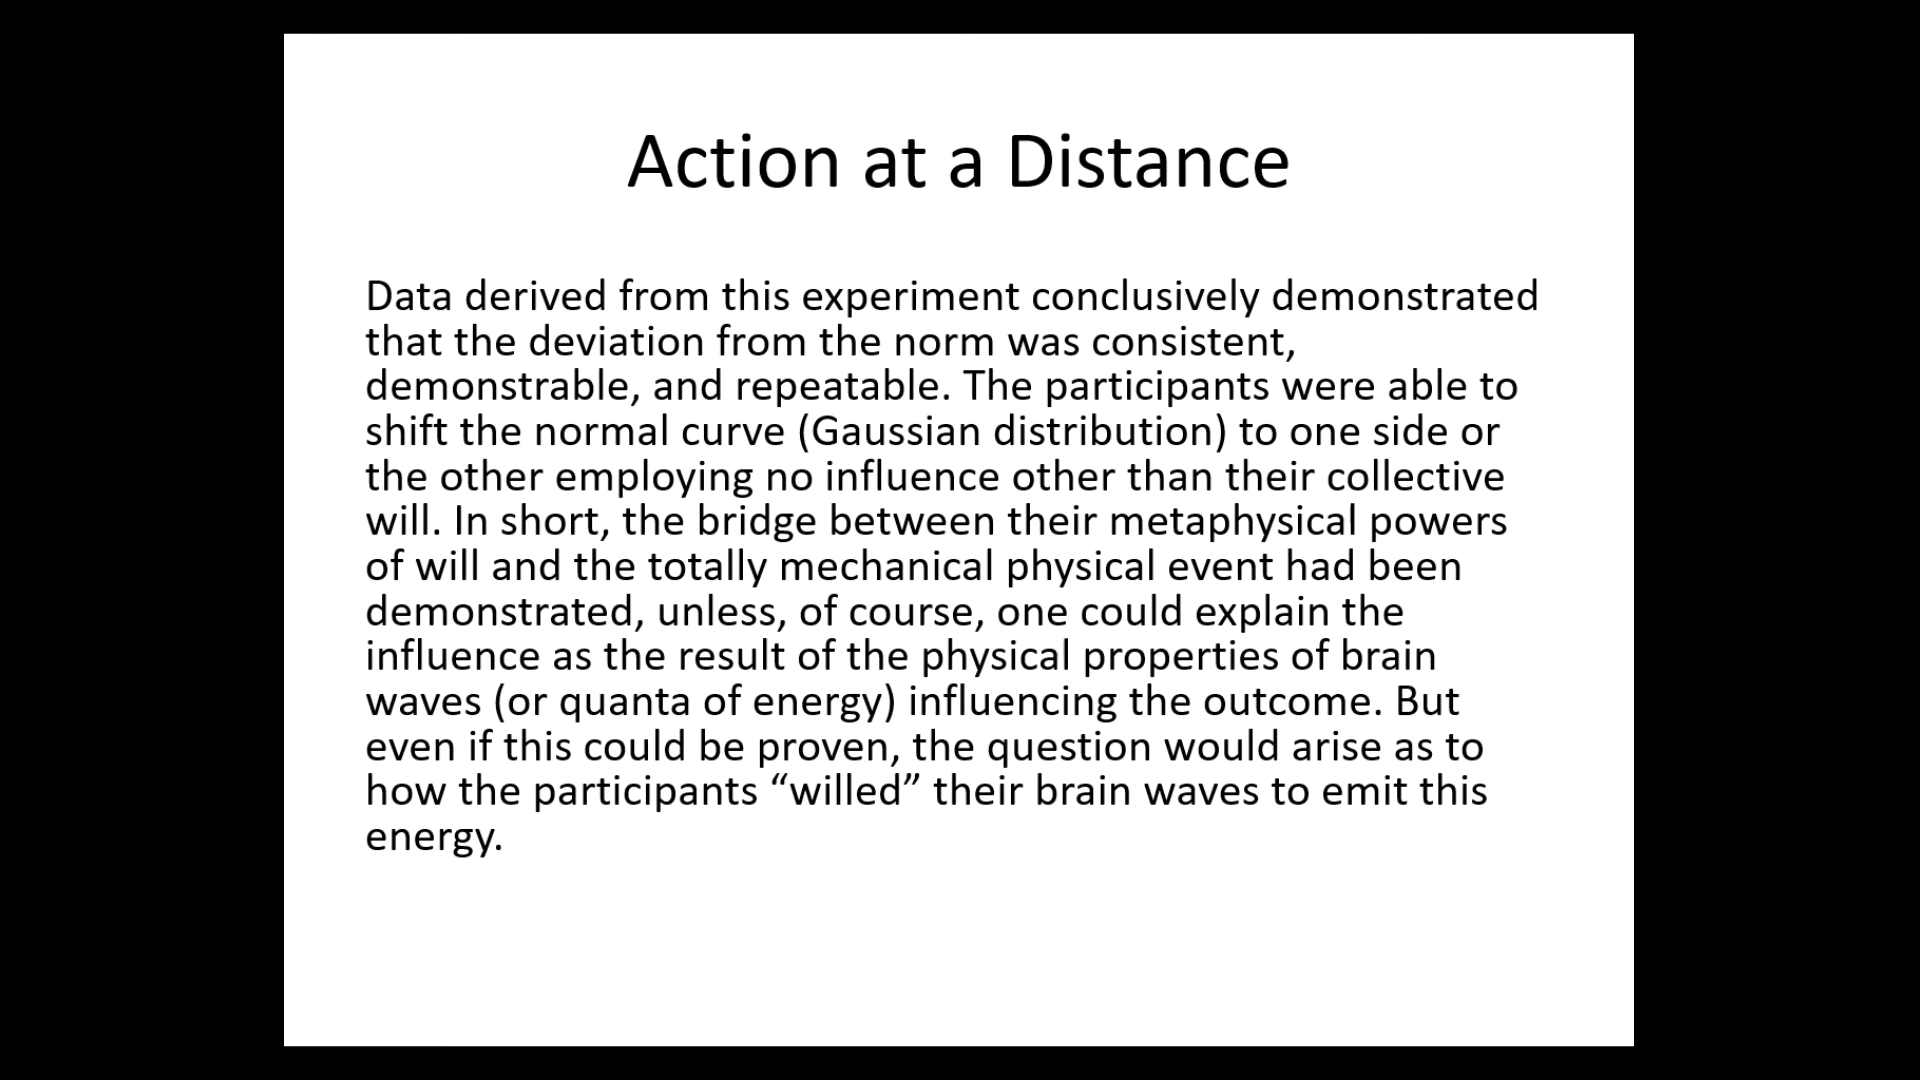 Action at a Distance
Data derived from this experiment conclusively demonstrated
that the deviation from the norm was consistent,
demonstrable, and repeatable. The participants were able to
shift the normal curve (Gaussian distribution) to one side or
the other employing no influence other than their collective
will. In short, the bridge between their metaphysical powers
of will and the totally mechanical physical event had been
demonstrated, unless, of course, one could explain the
influence as the result of the physical properties of brain
waves (or quanta of energy) influencing the outcome. But
even if this could be proven, the question would arise as to
how the participants “willed” their brain waves to emit this
energy.